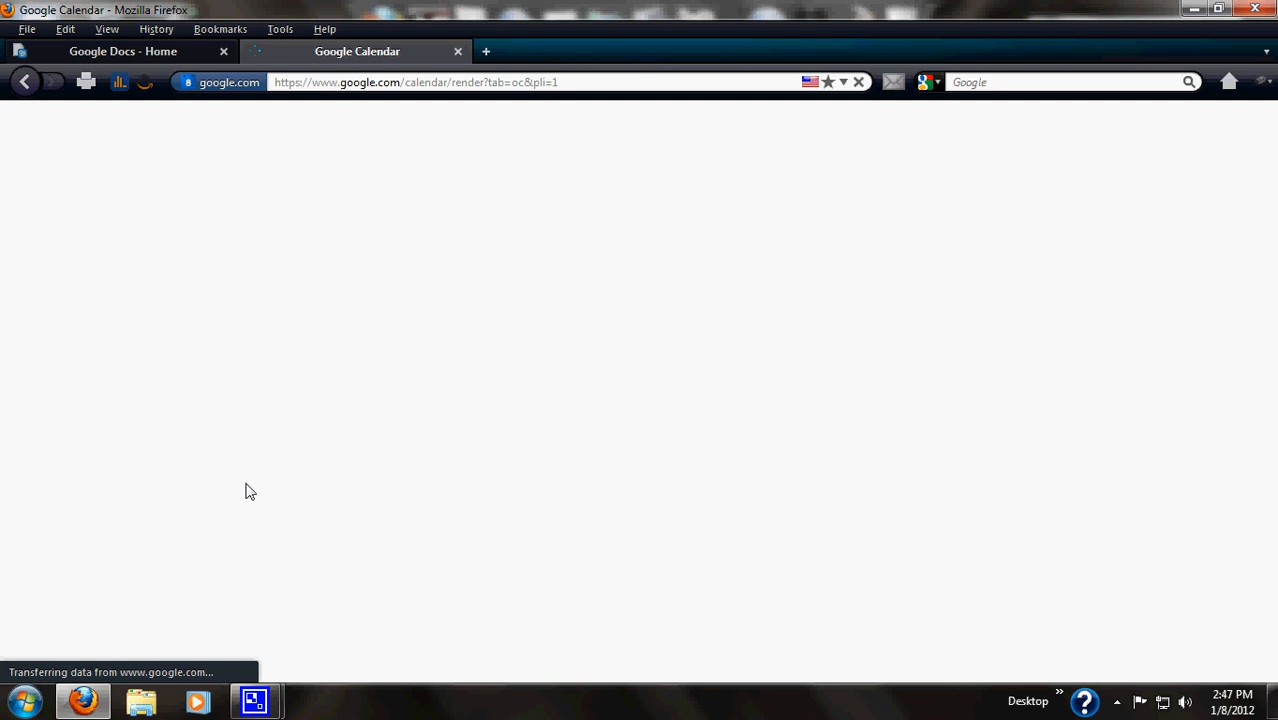 Google Calendar - Mozilla Firefox
File Edit View History Bookmarks Tools Help
Google Docs - Home Google Calendar
google.com https://www.google.com/calendar/render?tab=oc&pli=1 Google
Transferring data from www.google.com...
Desktop 2:47 PM
1/8/2012